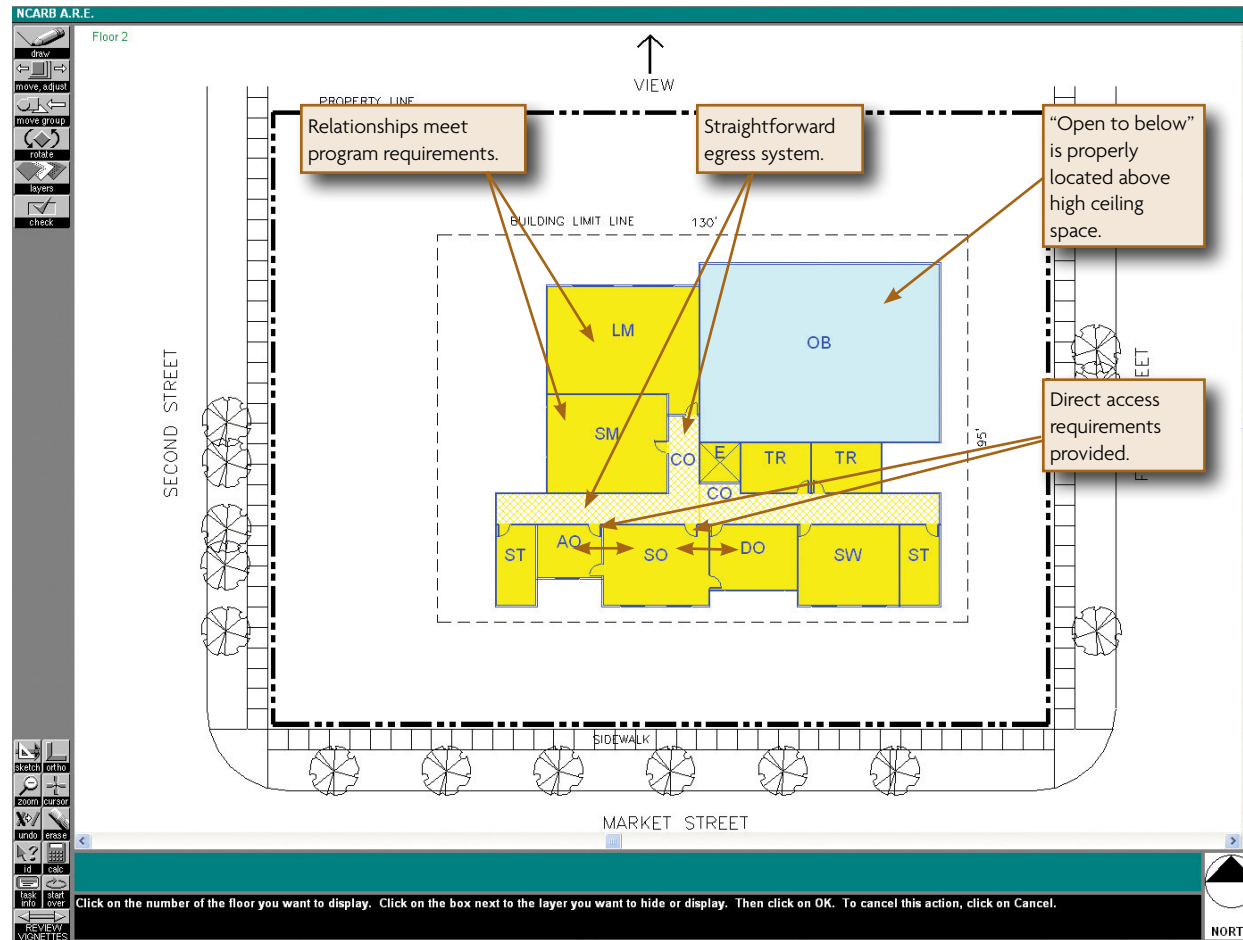 NCARB A.R.E.
draw
move, adjust
move group
rotate
layers
check
Floor 2
VIEW
PROPERTY LINE
Relationships meet
program requirements.
Straightforward
egress system.
"Open to below"
is properly
located above
high ceiling
space.
BUILDING LIMIT LINE 130'
LM
OB
SECOND STREET
STREET
Direct access
requirements
provided.
95'
SM
CO
E
TR
TR
CO
ST
AO
SO
DO
SW
ST
SIDEWALK
MARKET STREET
sketch ortho
zoom cursor
undo erase
id calc
task info
start over
REVIEW
VIGNETTES
Click on the number of the floor you want to display. Click on the box next to the layer you want to hide or display. Then click on OK. To cancel this action, click on Cancel.
NORT